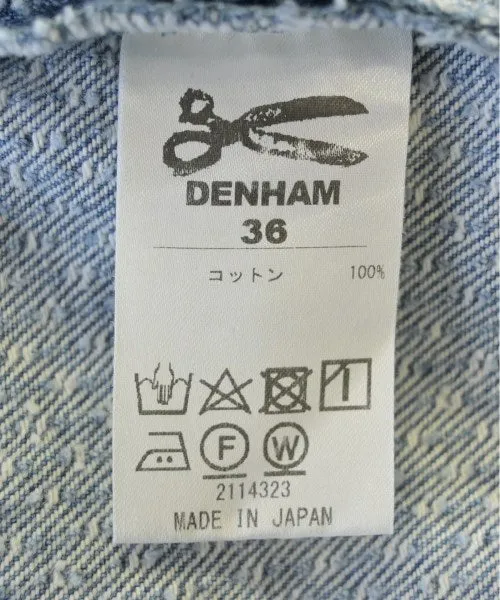 DENHAM
36
コットン 100%
F W
2114323
MADE IN JAPAN